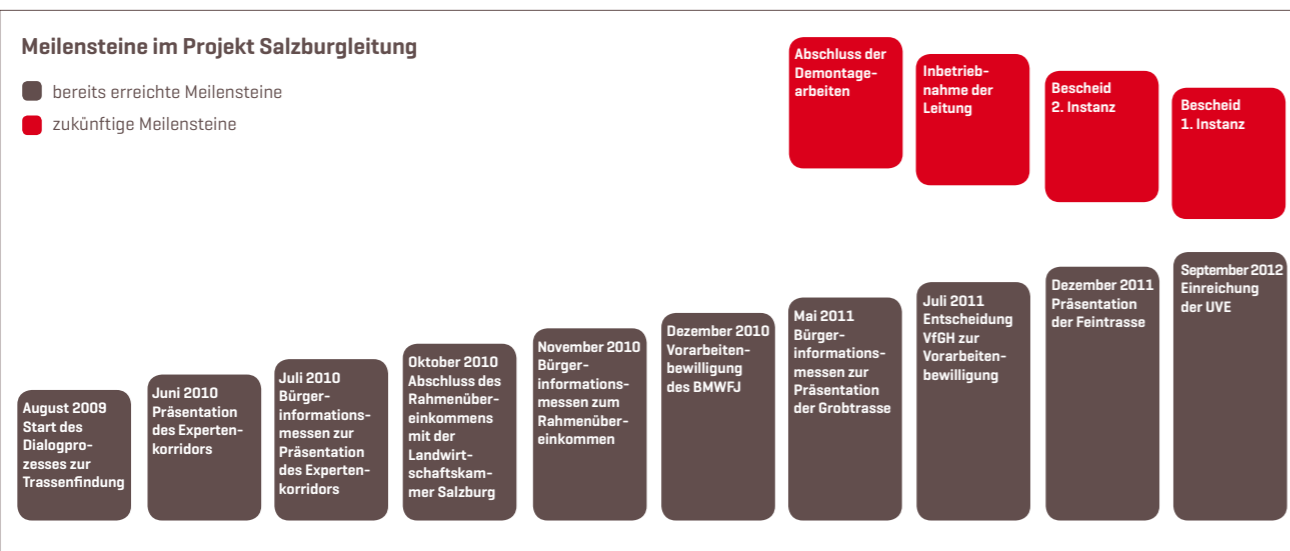 Meilensteine im Projekt Salzburgleitung
bereits erreichte Meilensteine
zukünftige Meilensteine
Abschluss der
Demontage-
arbeiten
Inbetrieb-
nahme der
Leitung
Bescheid
2. Instanz
Bescheid
1. Instanz
August 2009
Start des
Dialogpro-
zesses zur
Trassenfindung
Juni 2010
Präsentation
des Experten-
korridors
Juli 2010
Bürger-
informations-
messen zur
Präsentation
des Experten-
korridors
Oktober 2010
Abschluss des
Rahmenüber-
einkommens
mit der
Landwirt-
schaftskam-
mer Salzburg
November 2010
Bürger-
informations-
messen zum
Rahmenüber-
einkommen
Dezember 2010
Vorarbeiten-
bewilligung
des BMWFJ
Mai 2011
Bürger-
informations-
messen zur
Präsentation
der Grobtrasse
Juli 2011
Entscheidung
VfGH zur
Vorarbeiten-
bewilligung
Dezember 2011
Präsentation
der Feintrasse
September 2012
Einreichung
der UVE